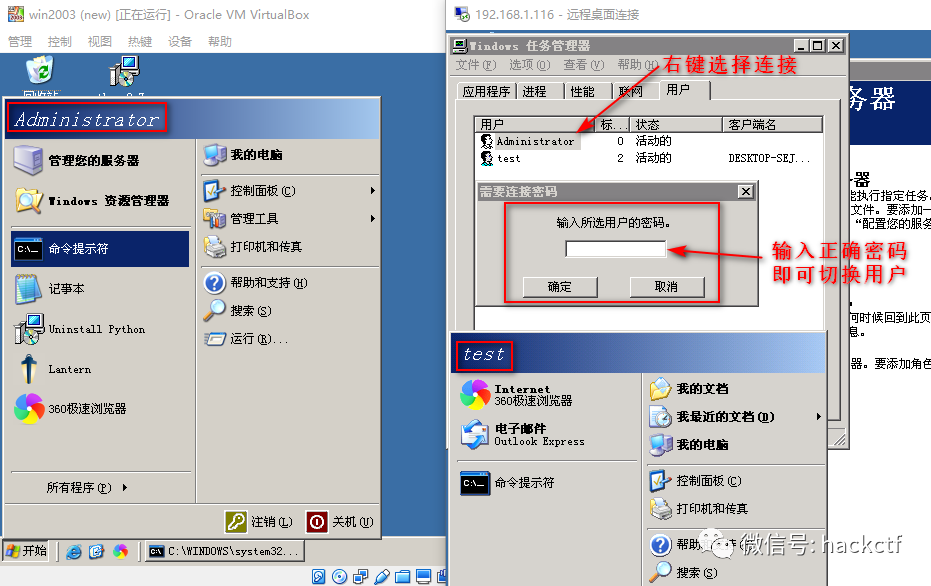 win2003 (new) [正在运行] - Oracle VM VirtualBox
管理 控制 视图 热键 设备 帮助
回收站
Administrator
管理您的服务器
Windows 资源管理器
命令提示符
记事本
Uninstall Python
Lantern
360极速浏览器
所有程序(P)
我的电脑
控制面板(C)
管理工具
打印机和传真
帮助和支持(H)
搜索(S)
运行(R)...
注销(L) 关机(U)
开始 C:\WINDOWS\system32...
192.168.1.116 - 远程桌面连接
Windows 任务管理器
文件(F) 选项(O) 查看(V) 帮助(H)
右键选择连接
应用程序 进程 性能 联网 用户
用户 标... 状态 客户端名
Administrator 0 活动的
test 2 活动的 DESKTOP-SEJ...
需要连接密码
输入所选用户的密码。
确定 取消
输入正确密码
即可切换用户
务器
器
能执行指定任务。
文件。要添加一
“配置您的服务
何时候回到此页
息。
器。要添加角色
test
Internet
360极速浏览器
电子邮件
Outlook Express
命令提示符
我的文档
我最近的文档(D)
我的电脑
控制面板(C)
打印机和传真
帮助
搜索(S)
微信号: hackctf